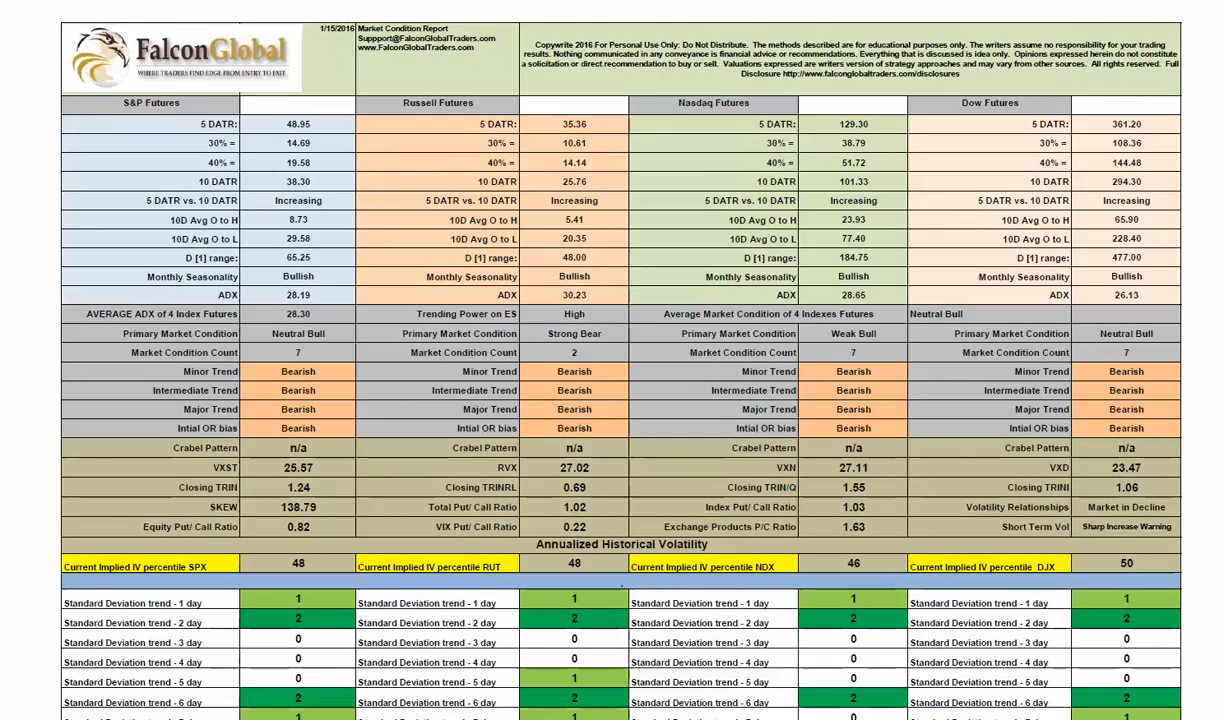 FalconGlobal
WHERE TRADERS FIND EDGE FROM ENTRY TO EXIT
1/15/2016 Market Condition Report
Suppport@FalconGlobalTraders.com
www.FalconGlobalTraders.com
Copywrite 2016 For Personal Use Only: Do Not Distribute. The methods described are for educational purposes only. The writers assume no responsibility for your trading
results. Nothing communicated in any conveyance is financial advice or recommendations. Everything that is discussed is idea only. Opinions expressed herein do not constitute
a solicitation or direct recommendation to buy or sell. Valuations expressed are writers version of strategy approaches and may vary from other sources. All rights reserved. Full
Disclosure http://www.falconglobaltraders.com/disclosures
S&P Futures Russell Futures Nasdaq Futures Dow Futures
5 DATR: 48.95 5 DATR: 35.36 5 DATR: 129.30 5 DATR: 361.20
30% = 14.69 30% = 10.61 30% = 38.79 30% = 108.36
40% = 19.58 40% = 14.14 40% = 51.72 40% = 144.48
10 DATR 38.30 10 DATR 25.76 10 DATR 101.33 10 DATR 294.30
5 DATR vs. 10 DATR Increasing 5 DATR vs. 10 DATR Increasing 5 DATR vs. 10 DATR Increasing 5 DATR vs. 10 DATR Increasing
10D Avg O to H 8.73 10D Avg O to H 5.41 10D Avg O to H 23.93 10D Avg O to H 65.90
10D Avg O to L 29.58 10D Avg O to L 20.35 10D Avg O to L 77.40 10D Avg O to L 228.40
D [1] range: 65.25 D [1] range: 48.00 D [1] range: 184.75 D [1] range: 477.00
Monthly Seasonality Bullish Monthly Seasonality Bullish Monthly Seasonality Bullish Monthly Seasonality Bullish
ADX 28.19 ADX 30.23 ADX 28.65 ADX 26.13
AVERAGE ADX of 4 Index Futures 28.30 Trending Power on ES High Average Market Condition of 4 Indexes Futures Neutral Bull
Primary Market Condition Neutral Bull Primary Market Condition Strong Bear Primary Market Condition Weak Bull Primary Market Condition Neutral Bull
Market Condition Count 7 Market Condition Count 2 Market Condition Count 7 Market Condition Count 7
Minor Trend Bearish Minor Trend Bearish Minor Trend Bearish Minor Trend Bearish
Intermediate Trend Bearish Intermediate Trend Bearish Intermediate Trend Bearish Intermediate Trend Bearish
Major Trend Bearish Major Trend Bearish Major Trend Bearish Major Trend Bearish
Intial OR bias Bearish Intial OR bias Bearish Intial OR bias Bearish Intial OR bias Bearish
Crabel Pattern n/a Crabel Pattern n/a Crabel Pattern n/a Crabel Pattern n/a
VXST 25.57 RVX 27.02 VXN 27.11 VXD 23.47
Closing TRIN 1.24 Closing TRINRL 0.69 Closing TRIN/Q 1.55 Closing TRINI 1.06
SKEW 138.79 Total Put/ Call Ratio 1.02 Index Put/ Call Ratio 1.03 Volatility Relationships Market in Decline
Equity Put/ Call Ratio 0.82 VIX Put/ Call Ratio 0.22 Exchange Products P/C Ratio 1.63 Short Term Vol Sharp Increase Warning
Annualized Historical Volatility
Current Implied IV percentile SPX 48 Current Implied IV percentile RUT 48 Current Implied IV percentile NDX 46 Current Implied IV percentile DJX 50
Standard Deviation trend - 1 day 1 Standard Deviation trend - 1 day 1 Standard Deviation trend - 1 day 1 Standard Deviation trend - 1 day 1
Standard Deviation trend - 2 day 2 Standard Deviation trend - 2 day 2 Standard Deviation trend - 2 day 2 Standard Deviation trend - 2 day 2
Standard Deviation trend - 3 day 0 Standard Deviation trend - 3 day 0 Standard Deviation trend - 3 day 0 Standard Deviation trend - 3 day 0
Standard Deviation trend - 4 day 0 Standard Deviation trend - 4 day 0 Standard Deviation trend - 4 day 0 Standard Deviation trend - 4 day 0
Standard Deviation trend - 5 day 0 Standard Deviation trend - 5 day 1 Standard Deviation trend - 5 day 0 Standard Deviation trend - 5 day 0
Standard Deviation trend - 6 day 2 Standard Deviation trend - 6 day 2 Standard Deviation trend - 6 day 2 Standard Deviation trend - 6 day 2
1 1 0 1